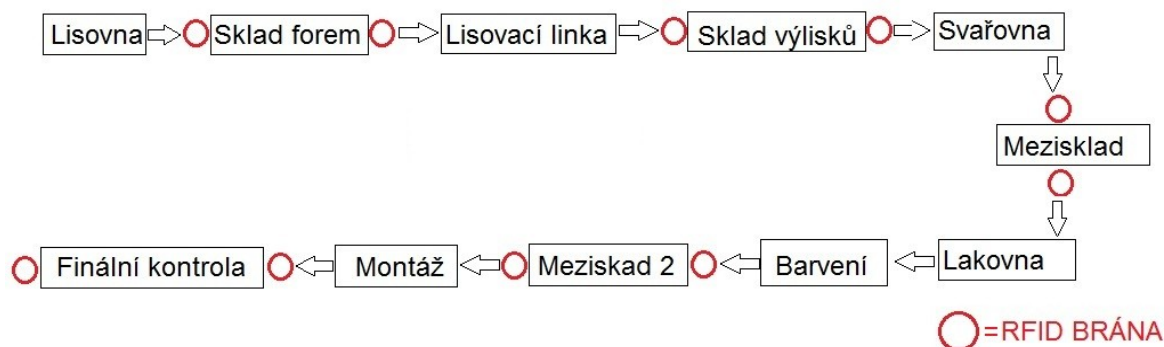 Lisovna
Sklad forem
Lisovací linka
Sklad výlisků
Svařovna
Mezisklad
Lakovna
Barvení
Meziskad 2
Montáž
Finální kontrola
=RFID BRÁNA